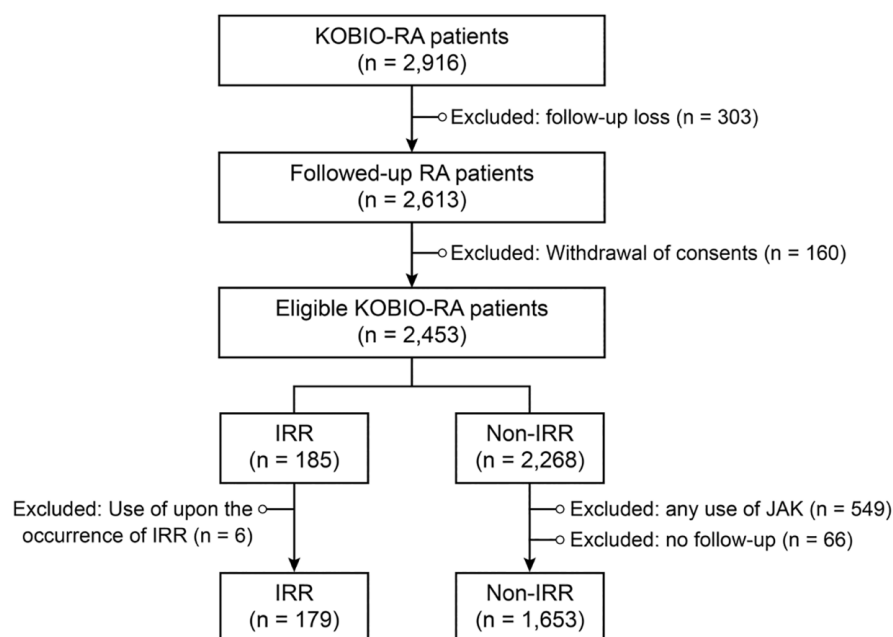 KOBIO-RA patients
(n = 2,916)
Excluded: follow-up loss (n = 303)
Followed-up RA patients
(n = 2,613)
Excluded: Withdrawal of consents (n = 160)
Eligible KOBIO-RA patients
(n = 2,453)
IRR
(n = 185)
Non-IRR
(n = 2,268)
Excluded: Use of upon the
occurrence of IRR (n = 6)
Excluded: any use of JAK (n = 549)
Excluded: no follow-up (n = 66)
IRR
(n = 179)
Non-IRR
(n = 1,653)